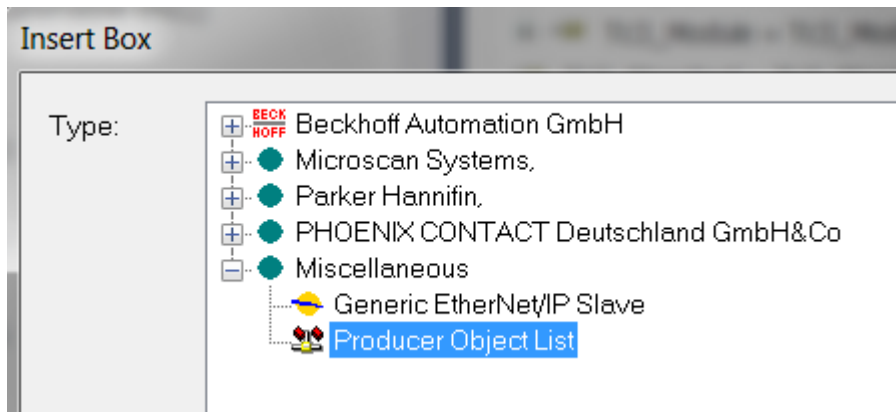 Insert Box
Type:
BECK
HOFF
Beckhoff Automation GmbH
Microscan Systems,
Parker Hannifin,
PHOENIX CONTACT Deutschland GmbH&Co
Miscellaneous
Generic EtherNet/IP Slave
Producer Object List